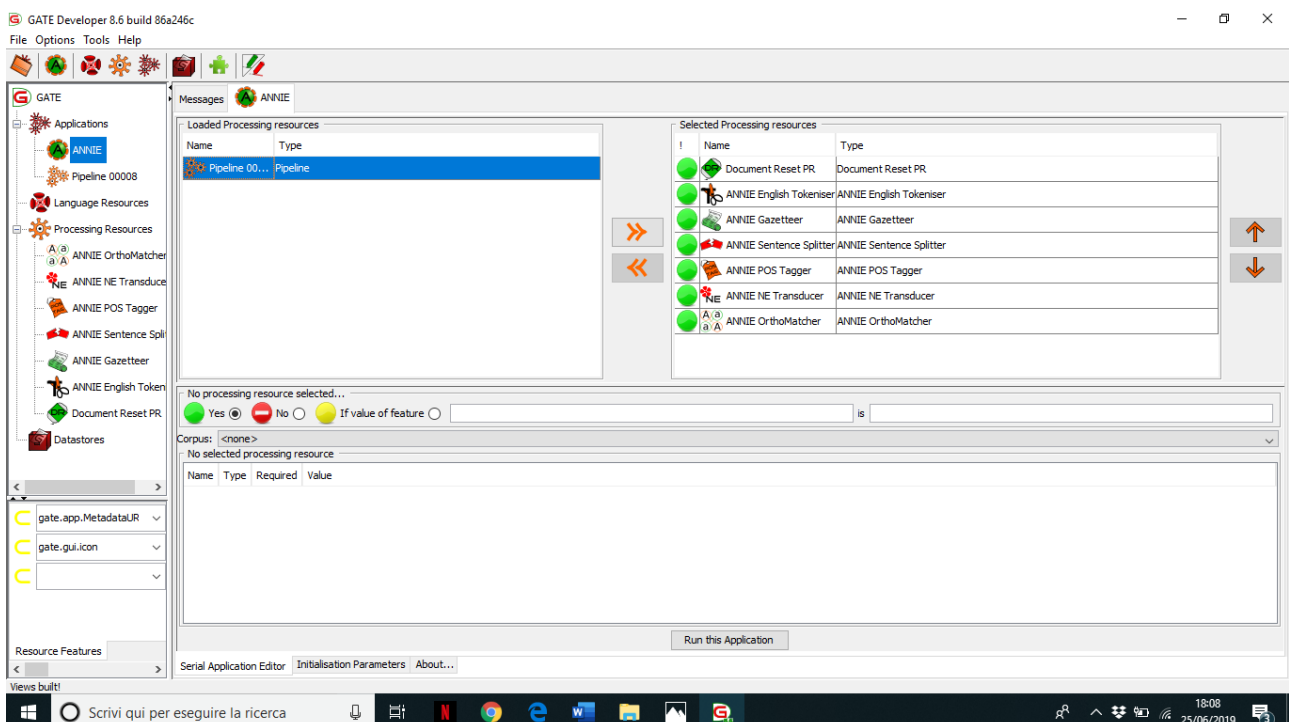 GATE Developer 8.6 build 86a246c
File Options Tools Help
GATE
Applications
ANNIE
Pipeline 00008
Language Resources
Processing Resources
ANNIE OrthoMatcher
ANNIE NE Transduce
ANNIE POS Tagger
ANNIE Sentence Split
ANNIE Gazetteer
ANNIE English Token
Document Reset PR
Datastores
gate.app.MetadataUR
gate.gui.icon
Resource Features
Messages ANNIE
Loaded Processing resources
Name Type
Pipeline 00... Pipeline
Selected Processing resources
! Name Type
Document Reset PR Document Reset PR
ANNIE English Tokeniser ANNIE English Tokeniser
ANNIE Gazetteer ANNIE Gazetteer
ANNIE Sentence Splitter ANNIE Sentence Splitter
ANNIE POS Tagger ANNIE POS Tagger
ANNIE NE Transducer ANNIE NE Transducer
ANNIE OrthoMatcher ANNIE OrthoMatcher
No processing resource selected...
Yes No If value of feature is
Corpus: <none>
No selected processing resource
Name Type Required Value
Run this Application
Serial Application Editor Initialisation Parameters About...
Views built!
Scrivi qui per eseguire la ricerca
18:08
25/06/2019